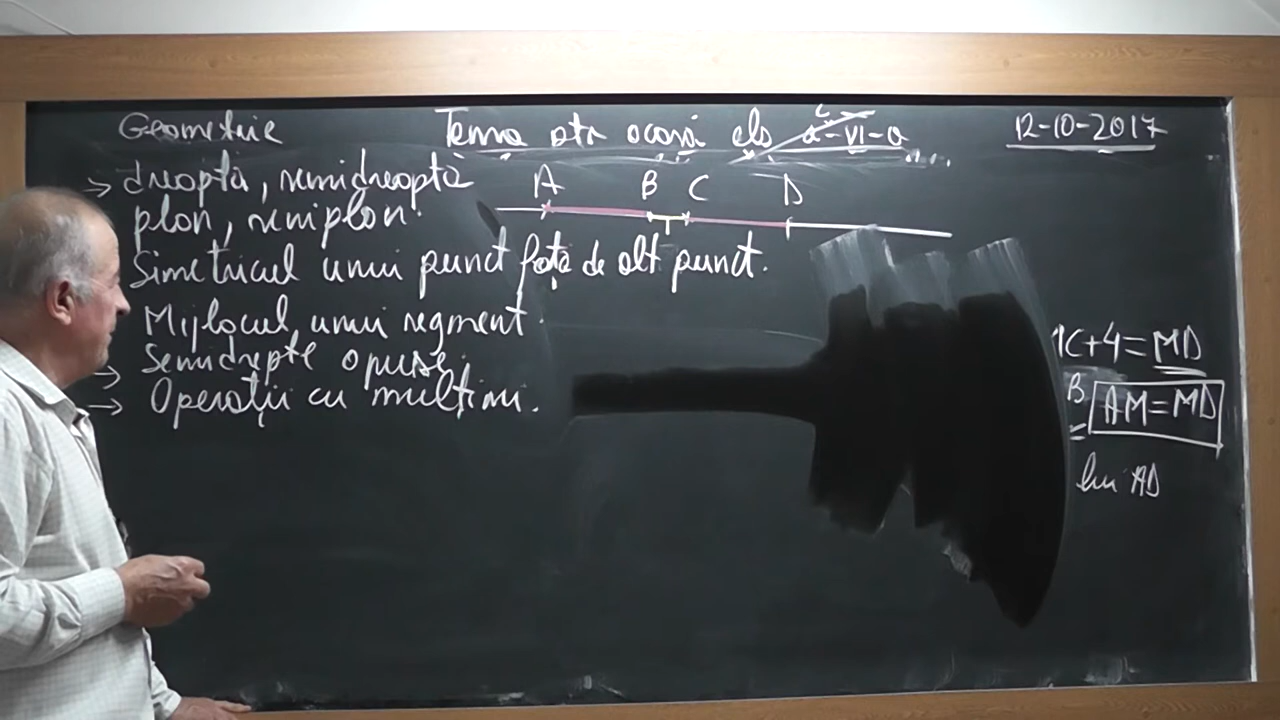 Geometrie
Tema ptr acasă cls a-VI-a
12-10-2017
→ dreaptă, semidreaptă
plan, semiplan.
A B C D
Simetricul unui punct față de alt punct.
Mijlocul unui segment.
→ Semidrepte opuse.
→ Operații cu mulțimi.
C+4=MD
B
AM=MD
lui AD